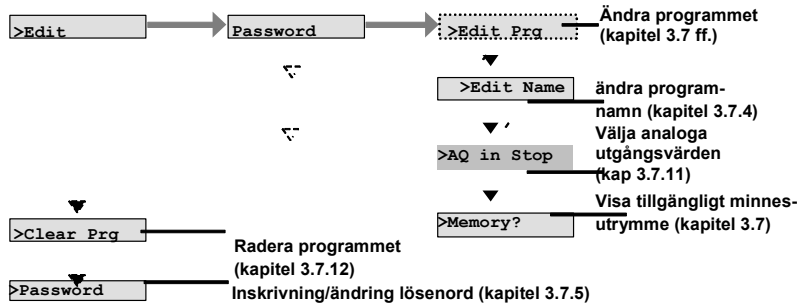 >Edit
Password
>Edit Prg
Ändra programmet
(kapitel 3.7 ff.)
>Edit Name
ändra program-
namn (kapitel 3.7.4)
>AQ in Stop
Välja analoga
utgångsvärden
(kap 3.7.11)
>Memory?
Visa tillgängligt minnes-
utrymme (kapitel 3.7)
>Clear Prg
Radera programmet
(kapitel 3.7.12)
>Password
Inskrivning/ändring lösenord (kapitel 3.7.5)